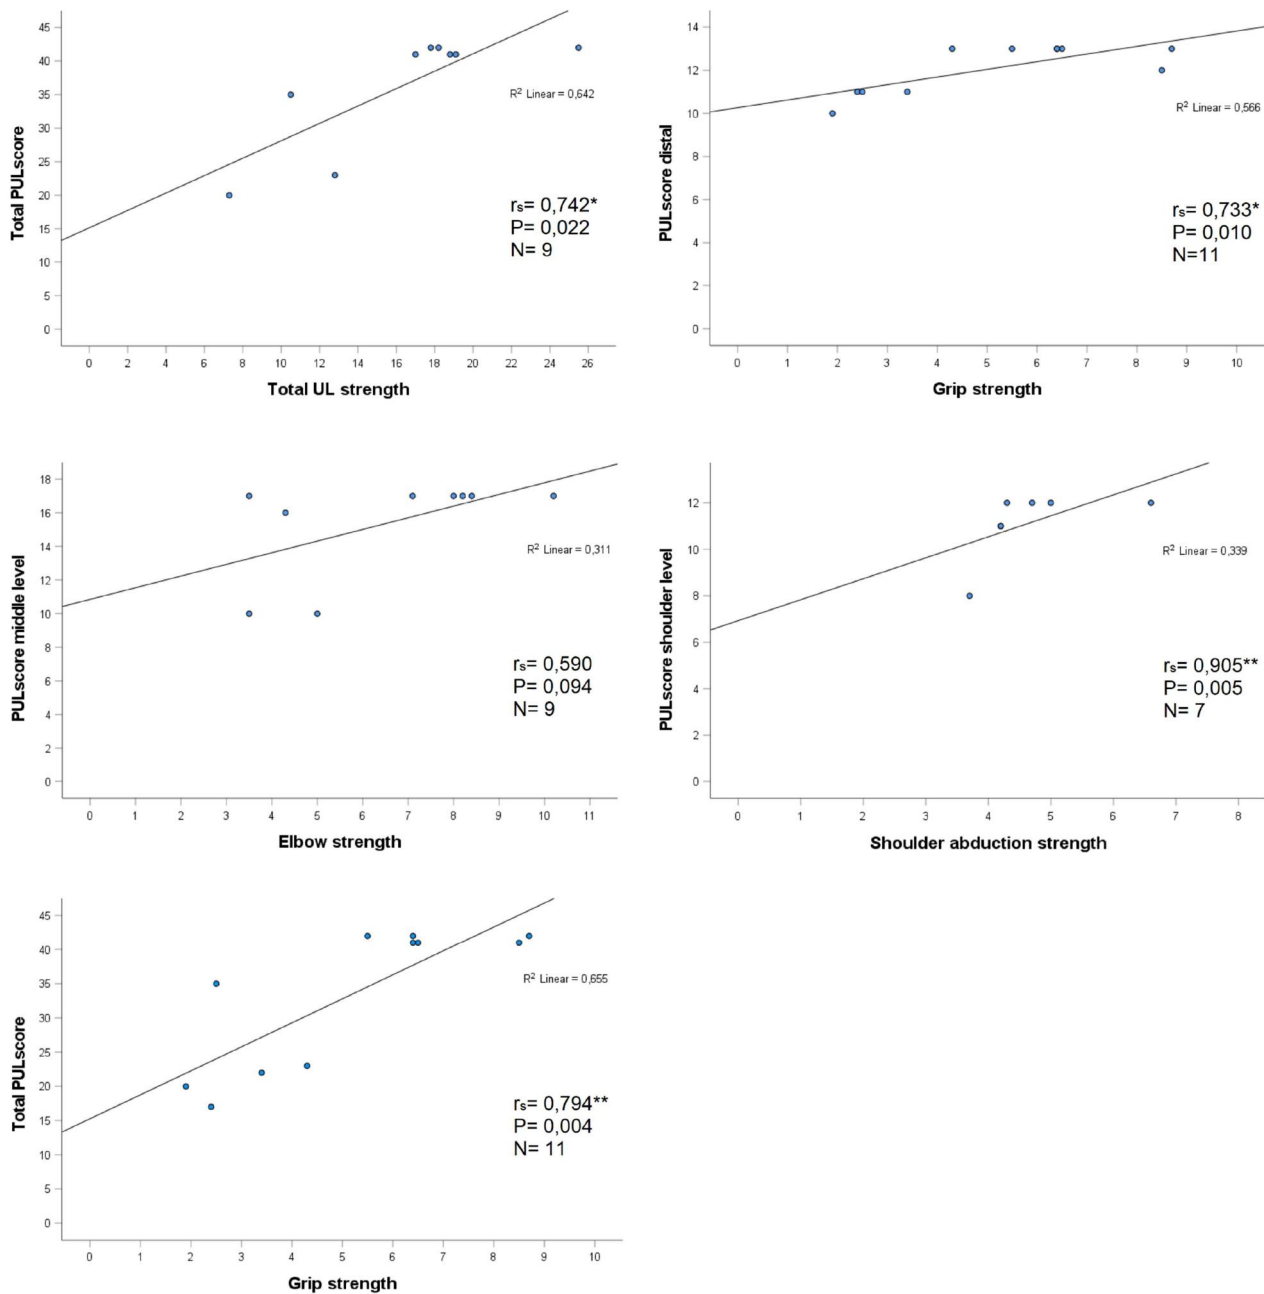 45
40
35
30
25
20
15
10
5
0
Total PULscore
R² Linear = 0,642
rs= 0,742*
P= 0,022
N= 9
0 2 4 6 8 10 12 14 16 18 20 22 24 26
Total UL strength
14
12
10
8
6
4
2
0
PULscore distal
R² Linear = 0,566
rs= 0,733*
P= 0,010
N=11
0 1 2 3 4 5 6 7 8 9 10
Grip strength
18
16
14
12
10
8
6
4
2
0
PULscore middle level
R² Linear = 0,311
rs= 0,590
P= 0,094
N= 9
0 1 2 3 4 5 6 7 8 9 10 11
Elbow strength
12
10
8
6
4
2
0
PULscore shoulder level
R² Linear = 0,339
rs= 0,905**
P= 0,005
N= 7
0 1 2 3 4 5 6 7 8
Shoulder abduction strength
45
40
35
30
25
20
15
10
5
0
Total PULscore
R² Linear = 0,655
rs= 0,794**
P= 0,004
N= 11
0 1 2 3 4 5 6 7 8 9 10
Grip strength